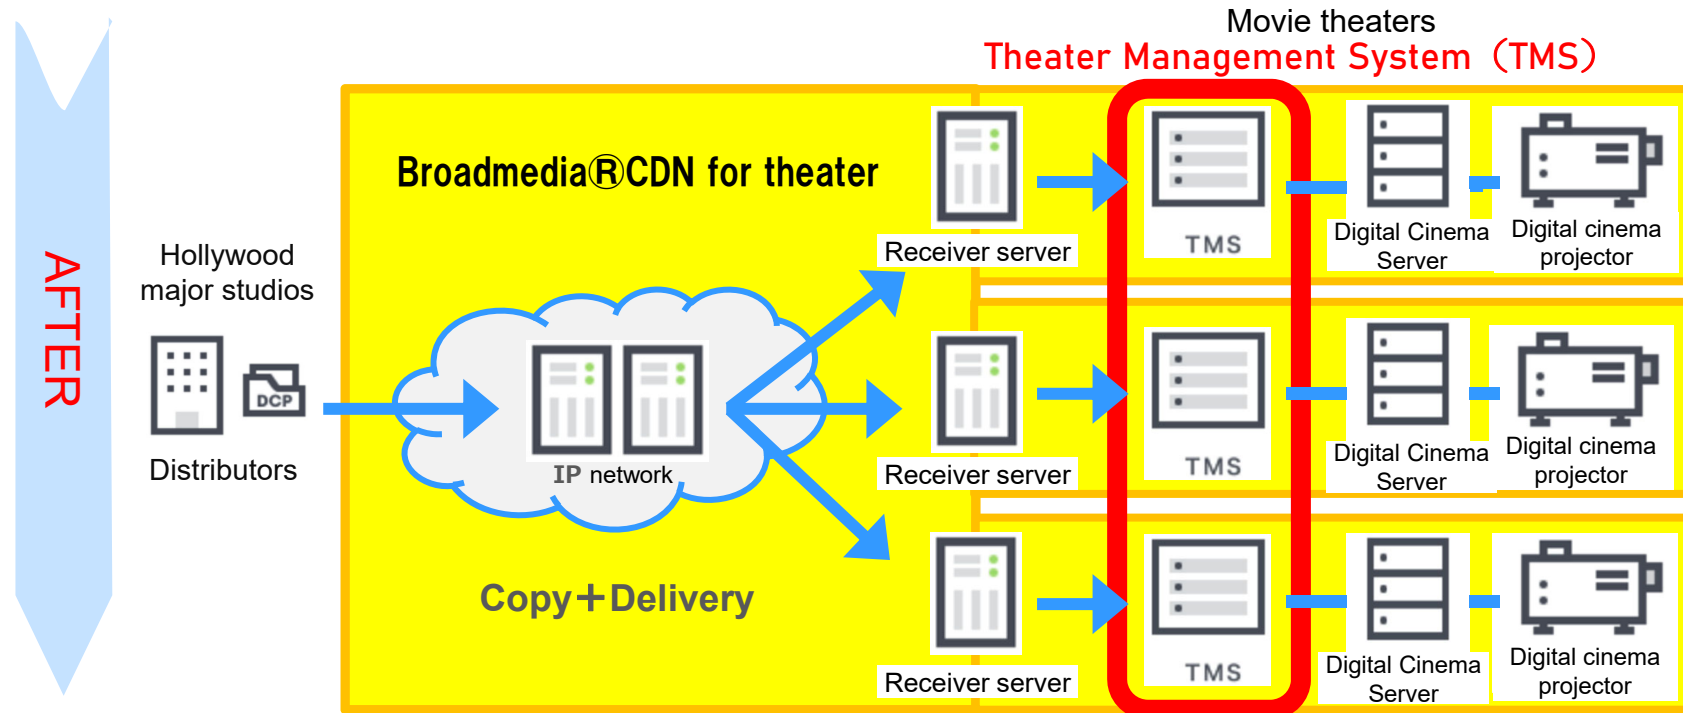 Movie theaters
Theater Management System（TMS）
AFTER
Broadmedia®CDN for theater
Hollywood
major studios
DCP
Distributors
IP network
Copy＋Delivery
Receiver server
TMS
Digital Cinema
Server
Digital cinema
projector
Receiver server
TMS
Digital Cinema
Server
Digital cinema
projector
Receiver server
TMS
Digital Cinema
Server
Digital cinema
projector